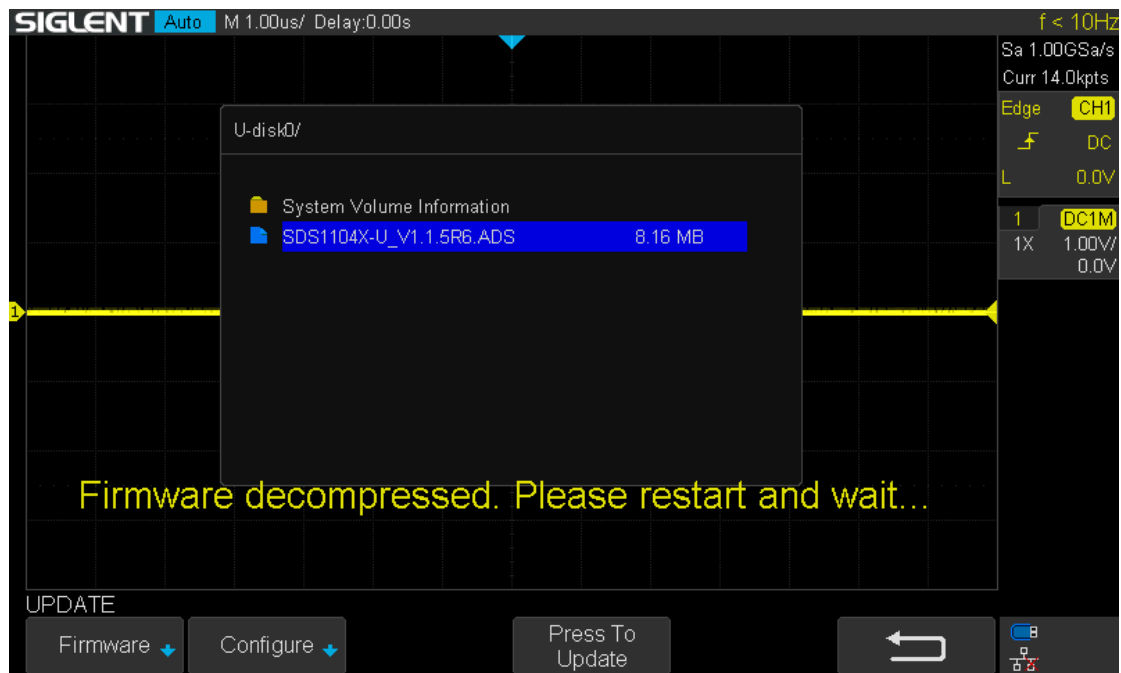 SIGLENT Auto M 1.00us/ Delay:0.00s f < 10Hz
Sa 1.00GSa/s
Curr 14.0kpts
Edge CH1
DC
L 0.0V
U-disk0/
System Volume Information
SDS1104X-U_V1.1.5R6.ADS 8.16 MB
1 DC1M
1X 1.00V/
0.0V
1
Firmware decompressed. Please restart and wait...
UPDATE
Firmware Configure Press To Update
B